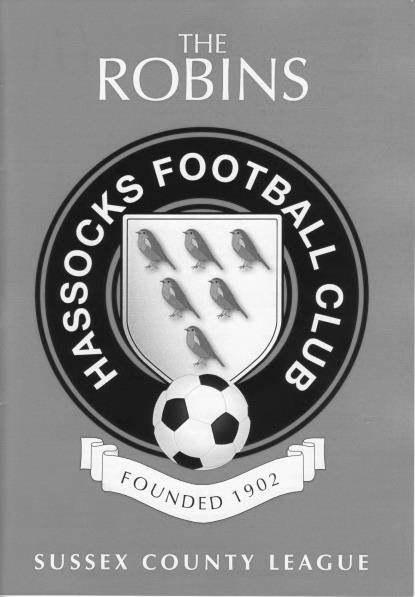 THE
ROBINS
HASSOCKS FOOTBALL CLUB
FOUNDED 1902
SUSSEX COUNTY LEAGUE